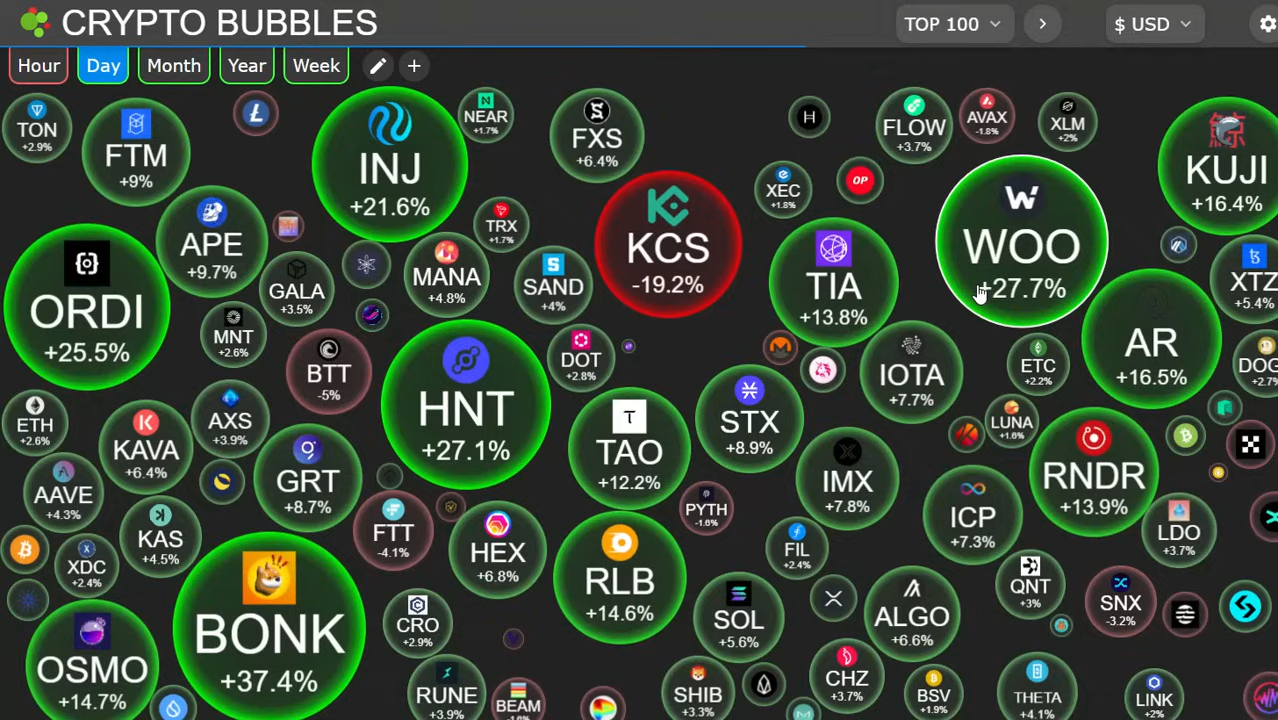 CRYPTO BUBBLES
TOP 100
$ USD
Hour
Day
Month
Year
Week
TON
+2.9%
FTM
+9%
INJ
+21.6%
NEAR
+1.7%
FXS
+6.4%
H
FLOW
+3.7%
AVAX
-1.8%
XLM
+2%
KUJI
+16.4%
XEC
+1.8%
OP
WOO
+27.7%
APE
+9.7%
TRX
+1.7%
KCS
-19.2%
TIA
+13.8%
XTZ
+5.4%
ORDI
+25.5%
GALA
+3.5%
MANA
+4.8%
SAND
+4%
MNT
+2.6%
BTT
-5%
HNT
+27.1%
DOT
+2.8%
IOTA
+7.7%
ETC
+2.2%
AR
+16.5%
DOG
+2.7%
ETH
+2.6%
KAVA
+6.4%
AXS
+3.9%
GRT
+8.7%
T
TAO
+12.2%
STX
+8.9%
LUNA
+1.6%
RNDR
+13.9%
AAVE
+4.3%
KAS
+4.5%
FTT
-4.1%
HEX
+6.8%
PYTH
-1.6%
IMX
+7.8%
ICP
+7.3%
LDO
+3.7%
XDC
+2.4%
BONK
+37.4%
RLB
+14.6%
FIL
+2.4%
QNT
+3%
SNX
-3.2%
OSMO
+14.7%
CRO
+2.9%
SOL
+5.6%
ALGO
+6.6%
RUNE
+3.9%
BEAM
-1.6%
SHIB
+3.3%
CHZ
+3.7%
BSV
+1.9%
THETA
+4.1%
LINK
+2%